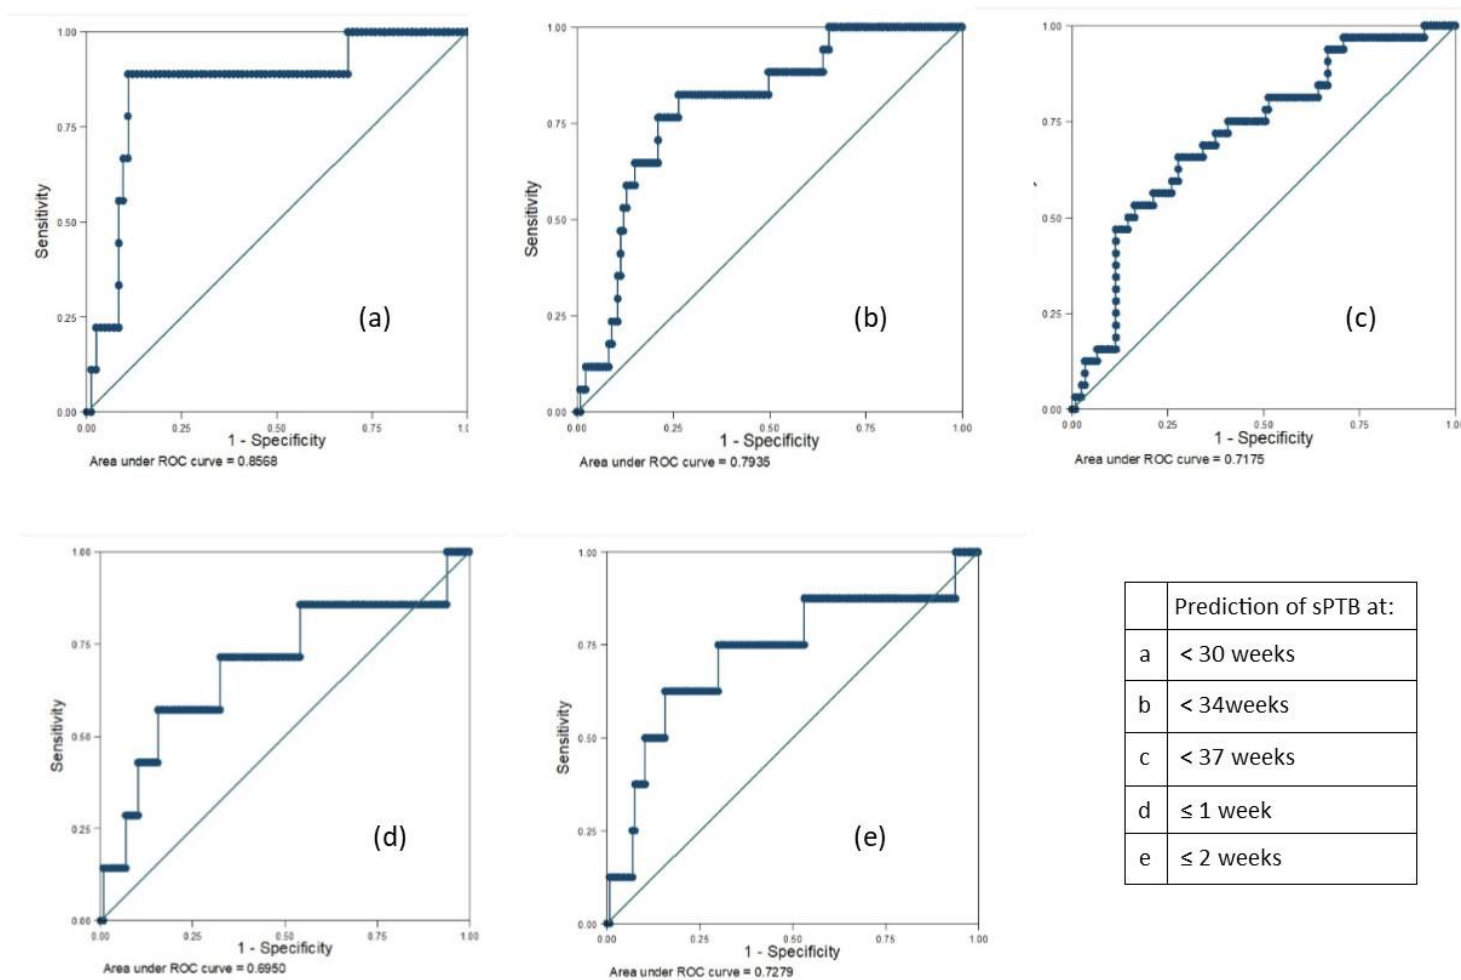 1.00
0.75
0.50
0.25
0.00
Sensitivity
0.00 0.25 0.50 0.75 1.0
1 - Specificity
(a)
Area under ROC curve = 0.8568
1.00
0.75
0.50
0.25
0.00
Sensitivity
0.00 0.25 0.50 0.75 1.00
1 - Specificity
(b)
Area under ROC curve = 0.7935
1.00
0.75
0.50
0.25
0.00
0.00 0.25 0.50 0.75 1.00
1 - Specificity
(c)
Area under ROC curve = 0.7175
1.00
0.75
0.50
0.25
0.00
Sensitivity
0.00 0.25 0.50 0.75 1.00
1 - Specificity
(d)
Area under ROC curve = 0.6950
1.00
0.75
0.50
0.25
0.00
Sensitivity
0.00 0.25 0.50 0.75 1.00
1 - Specificity
(e)
Area under ROC curve = 0.7279
Prediction of sPTB at:
a < 30 weeks
b < 34weeks
c < 37 weeks
d ≤ 1 week
e ≤ 2 weeks